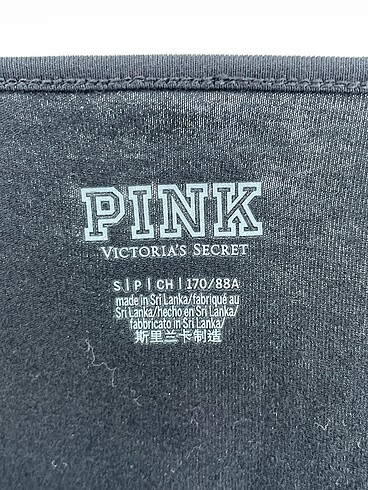 PINK
VICTORIA'S SECRET
S | P | CH | 170/88A
made in Sri Lanka/fabriqué au
Sri Lanka/hecho en Sri Lanka/
fabbricato in Sri Lanka/
斯里兰卡制造